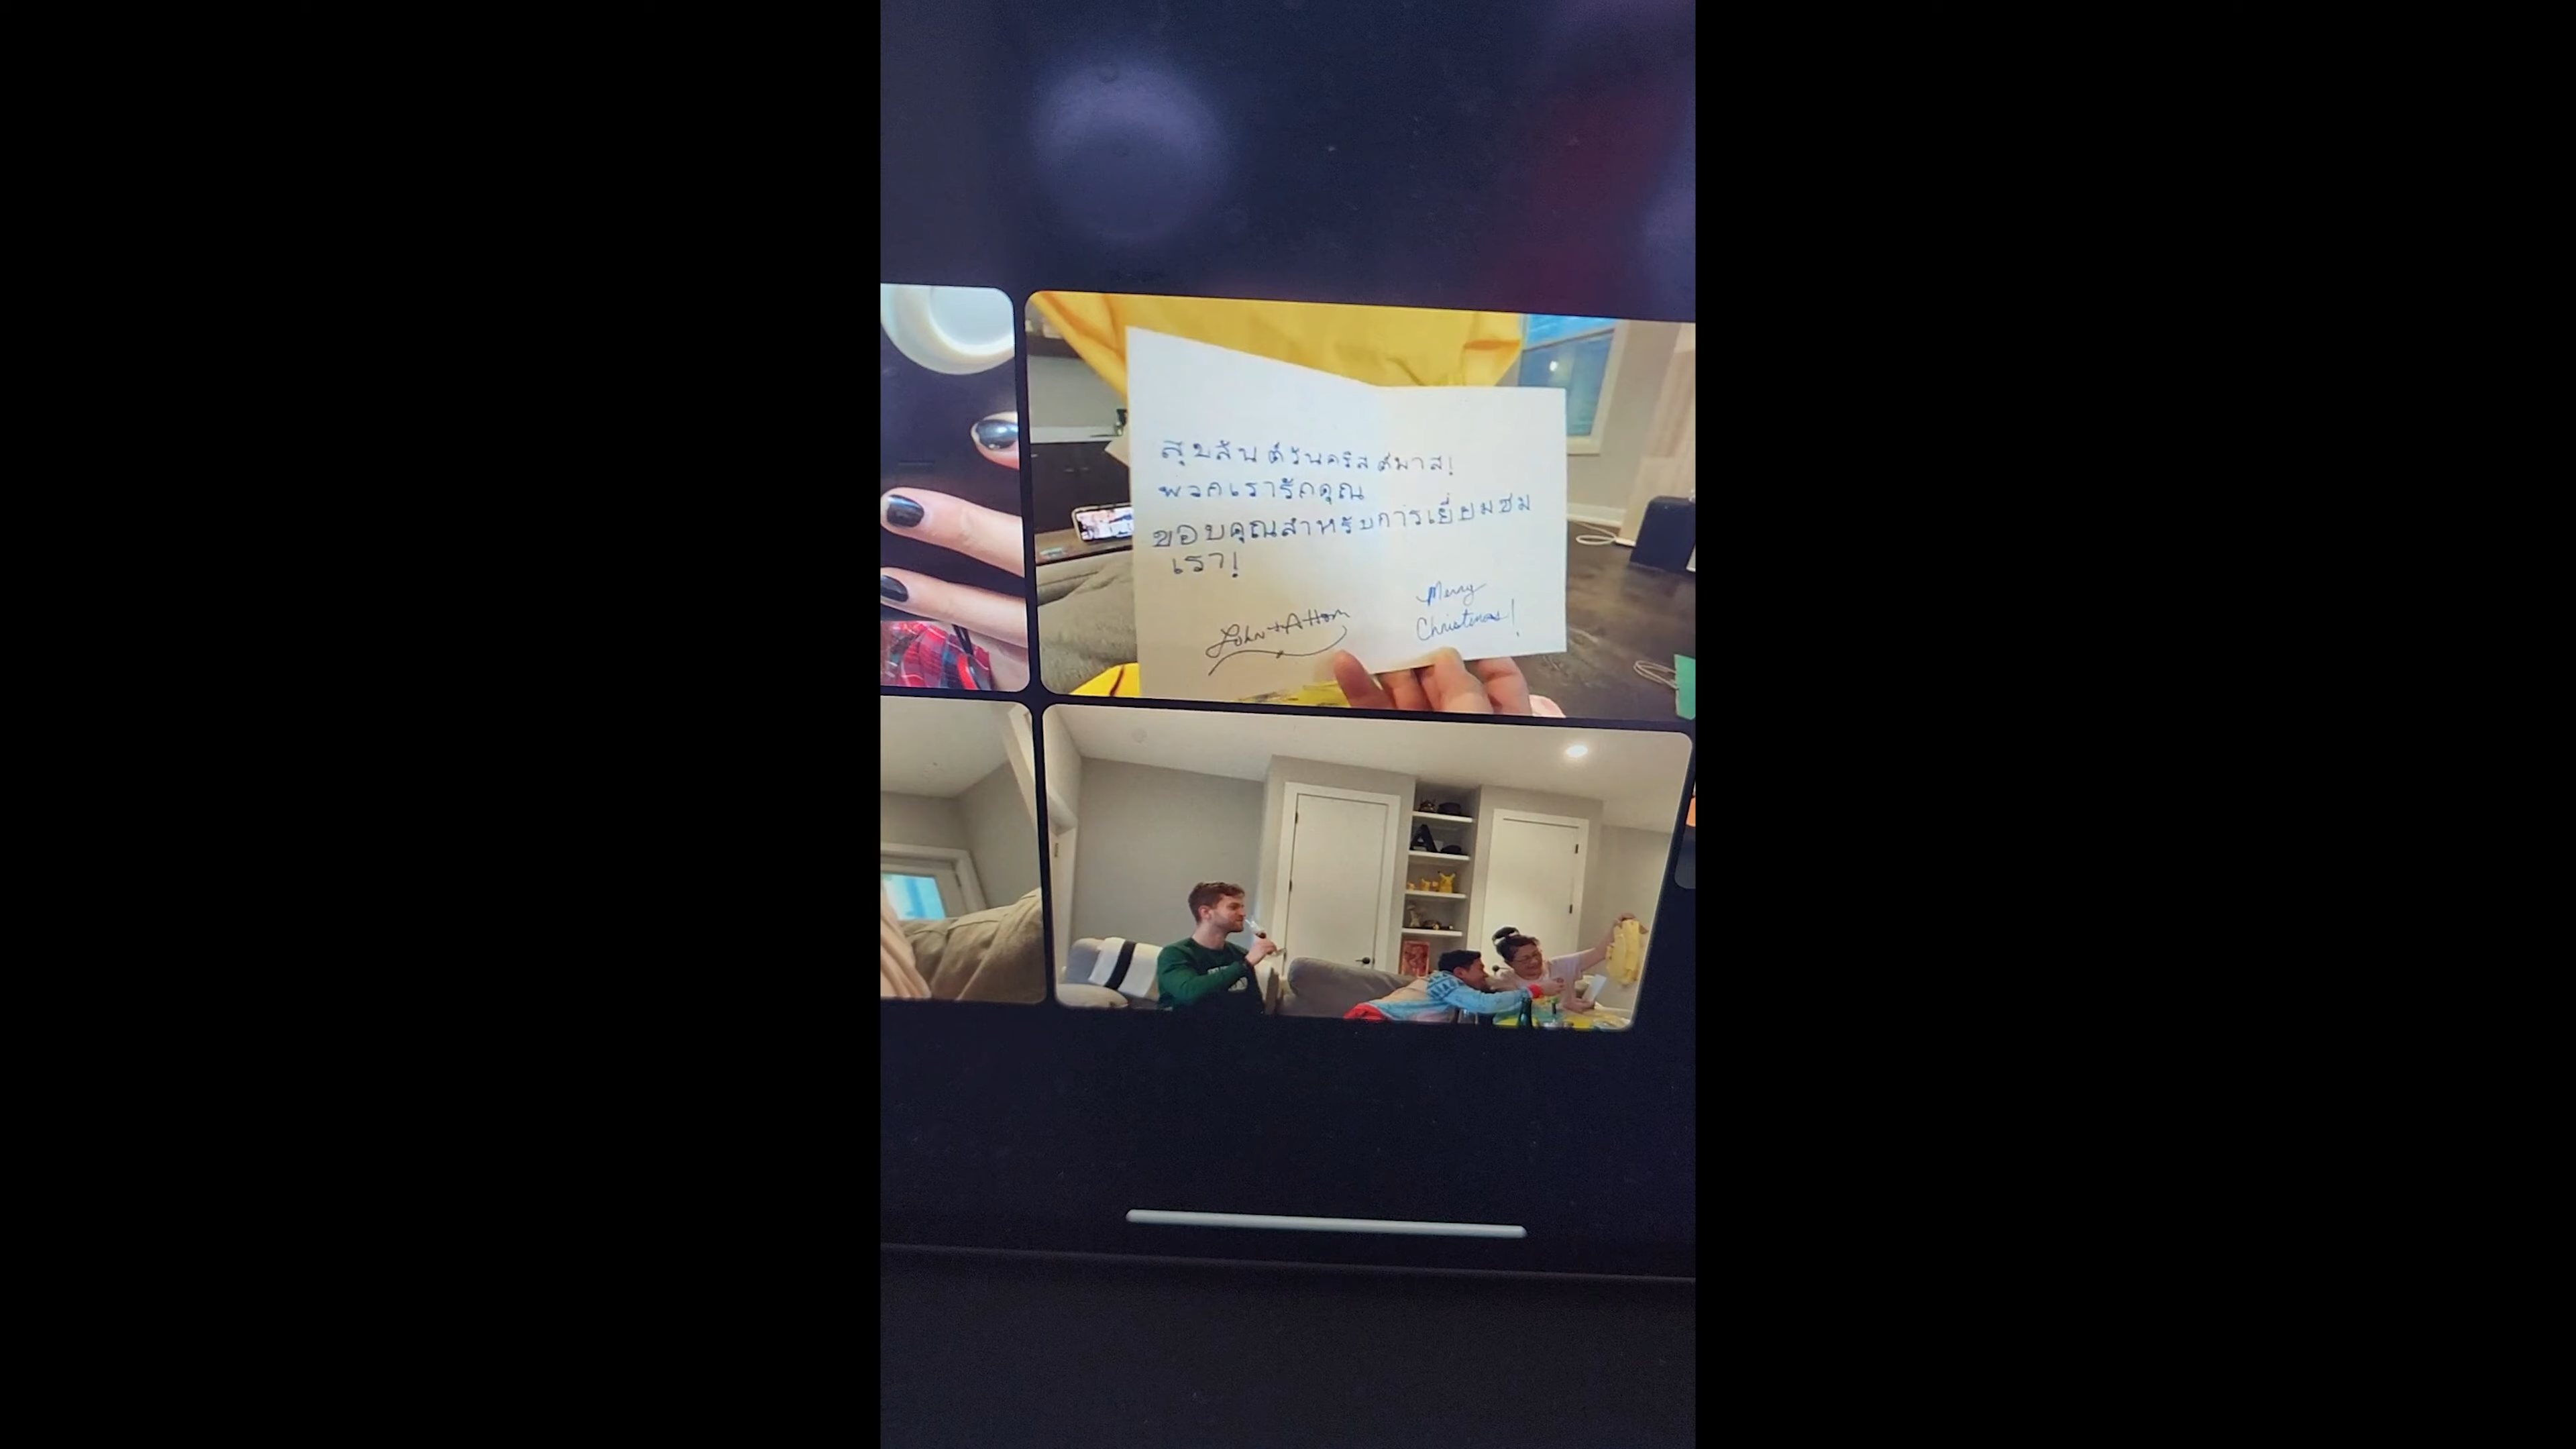 สุขสันต์วันคริสต์มาส!
พวกเรารักคุณ
ขอบคุณสำหรับการเยี่ยมชม
เรา!
John + Attom
Merry
Christmas!
A